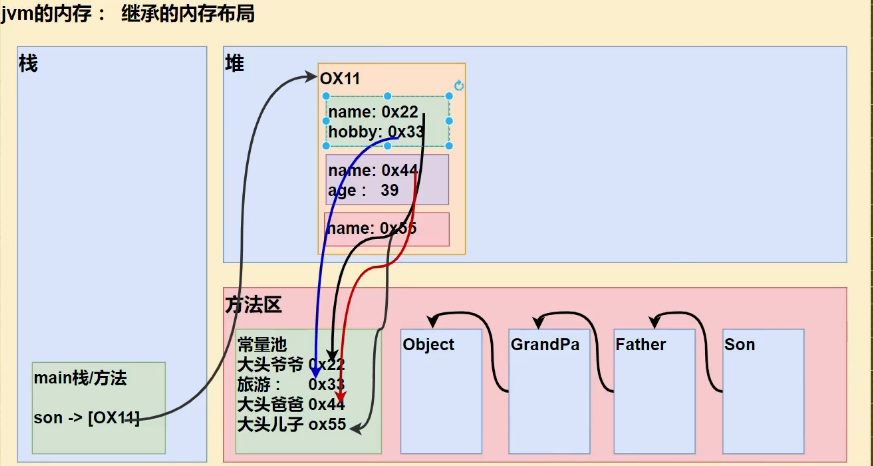 jvm的内存： 继承的内存布局
栈
堆
OX11
name: 0x22
hobby: 0x33
name: 0x44
age： 39
name: 0x55
方法区
常量池
大头爷爷 0x22
旅游： 0x33
大头爸爸 0x44
大头儿子 ox55
Object
GrandPa
Father
Son
main栈/方法
son -> [OX11]